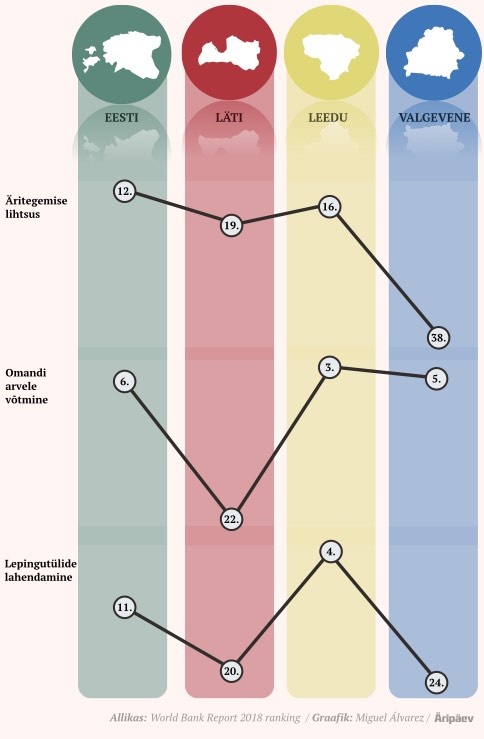 EESTI
LÄTI
LEEDU
VALGEVENE
Äritegemise
lihtsus
12.
19.
16.
38.
Omandi
arvele
võtmine
6.
22.
3.
5.
Lepingutülide
lahendamine
11.
20.
4.
24.
Allikas: World Bank Report 2018 ranking / Graafik: Miguel Álvarez / Äripäev